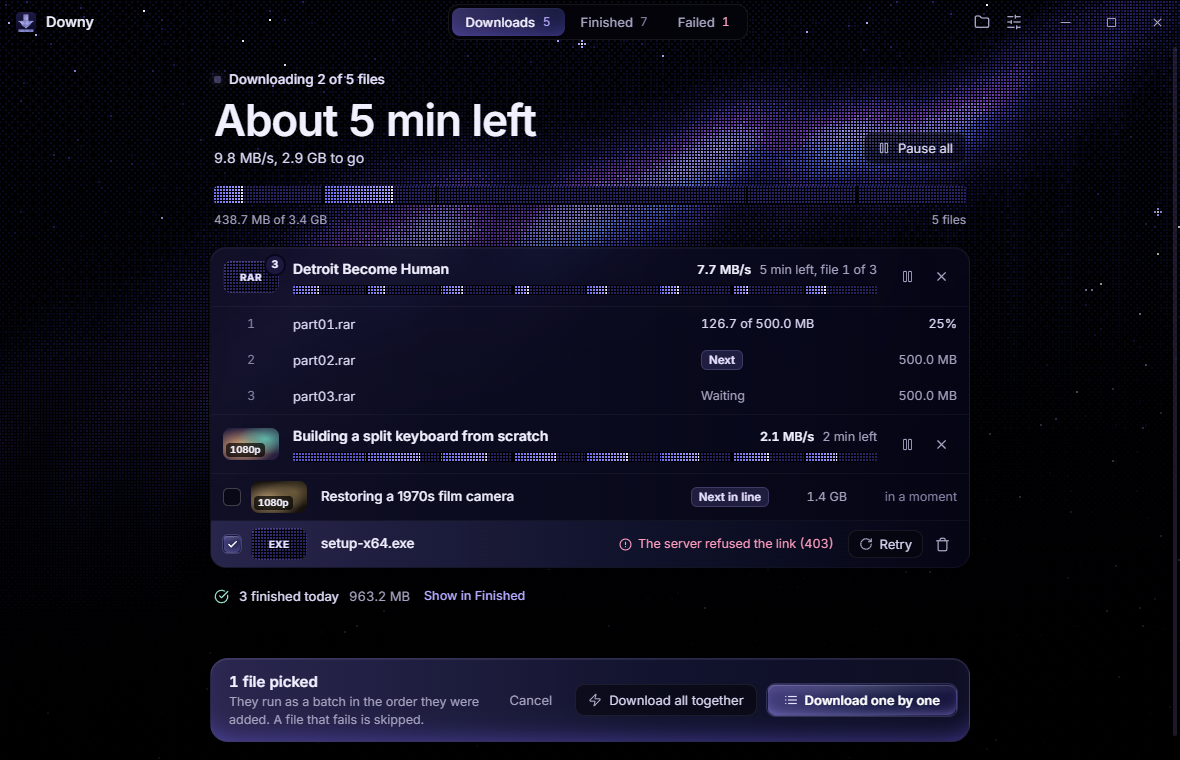 Downy
Downloads 5
Finished 7
Failed 1
Downloading 2 of 5 files
About 5 min left
9.8 MB/s, 2.9 GB to go
Pause all
438.7 MB of 3.4 GB
5 files
RAR
3
Detroit Become Human
7.7 MB/s 5 min left, file 1 of 3
1 part01.rar 126.7 of 500.0 MB 25%
2 part02.rar Next 500.0 MB
3 part03.rar Waiting 500.0 MB
1080p
Building a split keyboard from scratch
2.1 MB/s 2 min left
1080p
Restoring a 1970s film camera
Next in line
1.4 GB
in a moment
EXE
setup-x64.exe
The server refused the link (403)
Retry
3 finished today 963.2 MB Show in Finished
1 file picked
They run as a batch in the order they were
added. A file that fails is skipped.
Cancel
Download all together
Download one by one